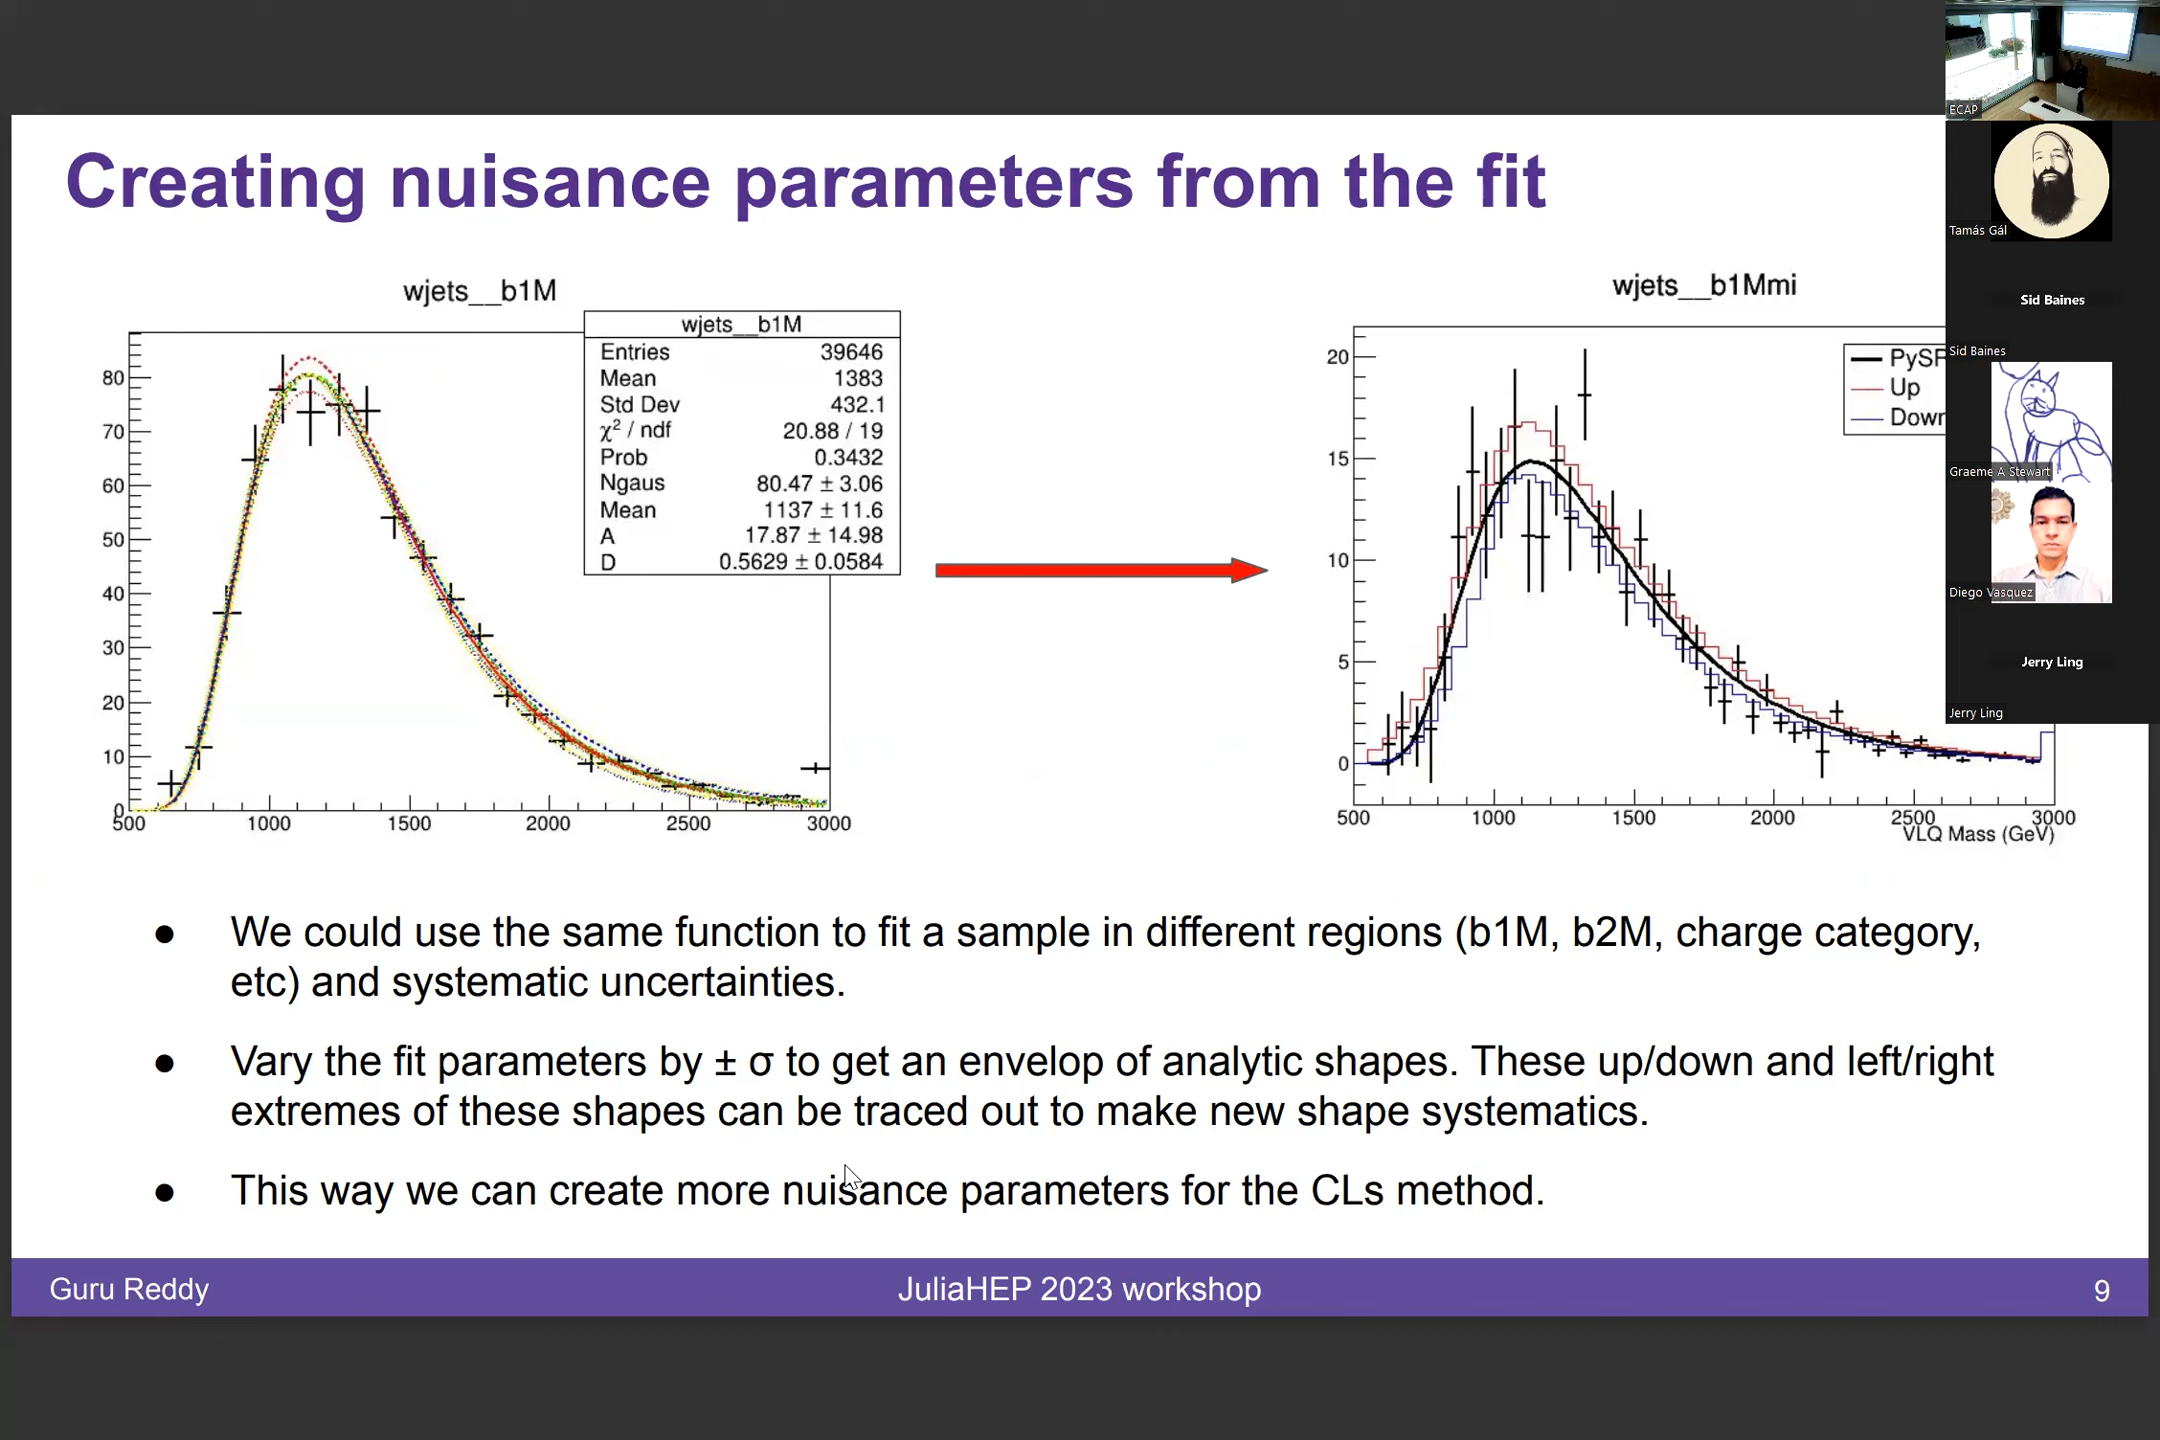 Creating nuisance parameters from the fit
wjets__b1M
wjets__b1M
Entries 39646
Mean 1383
Std Dev 432.1
χ² / ndf 20.88 / 19
Prob 0.3432
Ngaus 80.47 ± 3.06
Mean 1137 ± 11.6
A 17.87 ± 14.98
D 0.5629 ± 0.0584
80
70
60
50
40
30
20
10
0
500 1000 1500 2000 2500 3000
wjets__b1Mmi
Up
Down
20
15
10
5
0
500 1000 1500 2000 2500 3000
VLQ Mass (GeV)
● We could use the same function to fit a sample in different regions (b1M, b2M, charge category,
etc) and systematic uncertainties.
● Vary the fit parameters by ± σ to get an envelop of analytic shapes. These up/down and left/right
extremes of these shapes can be traced out to make new shape systematics.
● This way we can create more nuisance parameters for the CLs method.
Guru Reddy JuliaHEP 2023 workshop 9
ECAP
Tamás Gál
Sid Baines
Sid Baines
Graeme A Stewart
Diego Vasquez
Jerry Ling
Jerry Ling